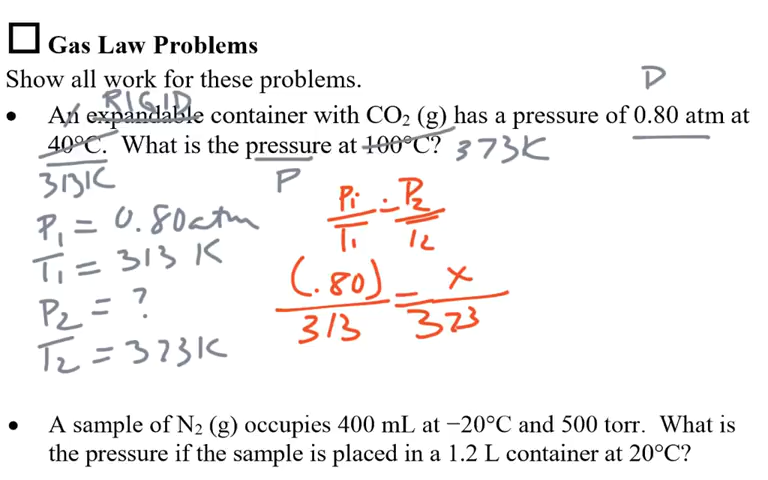 Gas Law Problems
Show all work for these problems.
P
RIGID
• An expandable container with CO₂ (g) has a pressure of 0.80 atm at
40°C. What is the pressure at 100°C? 373K
313K
P
P₁ = 0.80atm
T₁ = 313 K
P₂ = ?
T₂ = 373K
P₁/T₁ = P₂/T₂
(.80)/313 = x/373
• A sample of N₂ (g) occupies 400 mL at −20°C and 500 torr. What is
the pressure if the sample is placed in a 1.2 L container at 20°C?